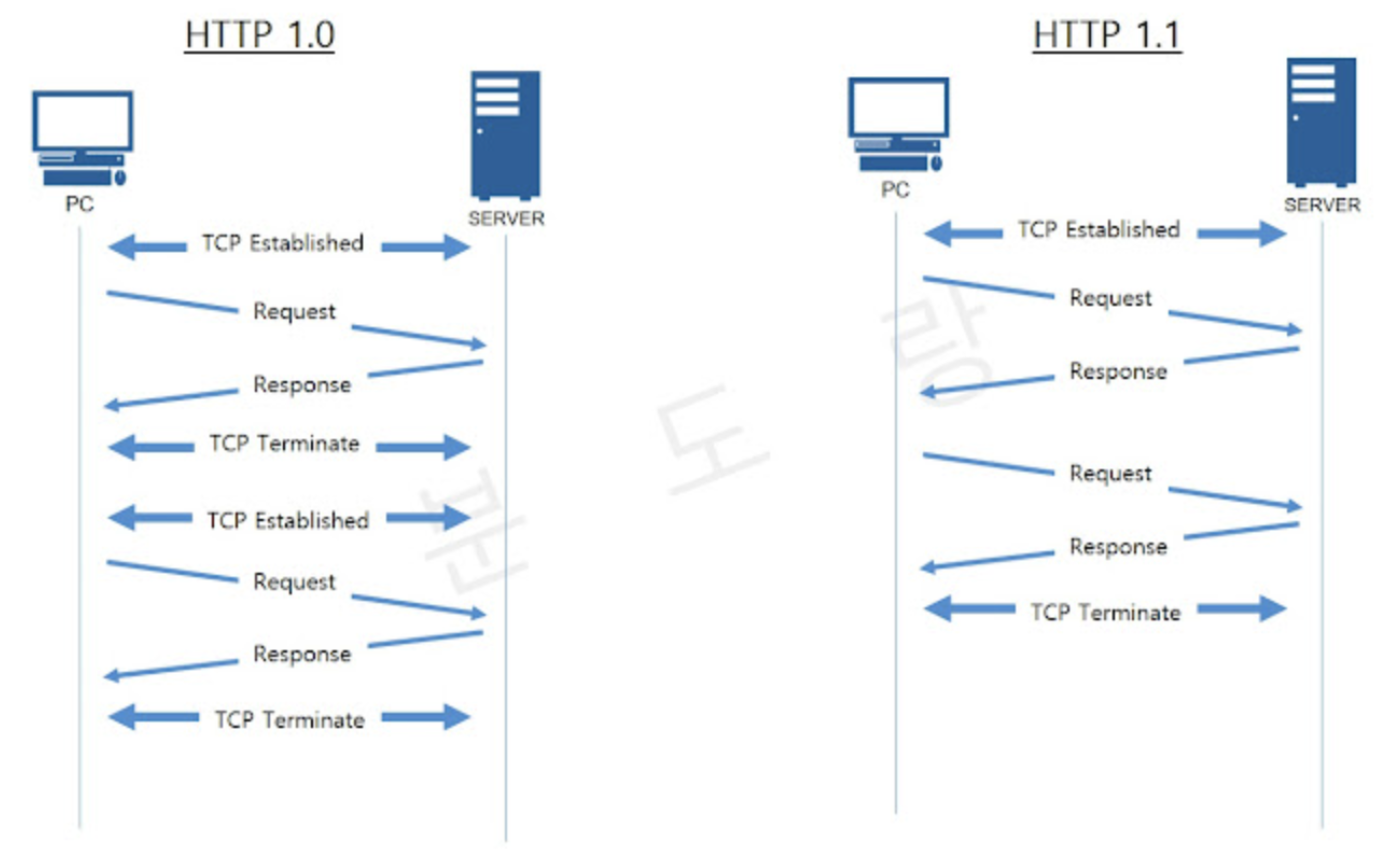 HTTP 1.0
PC
SERVER
TCP Established
Request
Response
TCP Terminate
TCP Established
Request
Response
TCP Terminate
HTTP 1.1
PC
SERVER
TCP Established
Request
Response
Request
Response
TCP Terminate
분 도 랑